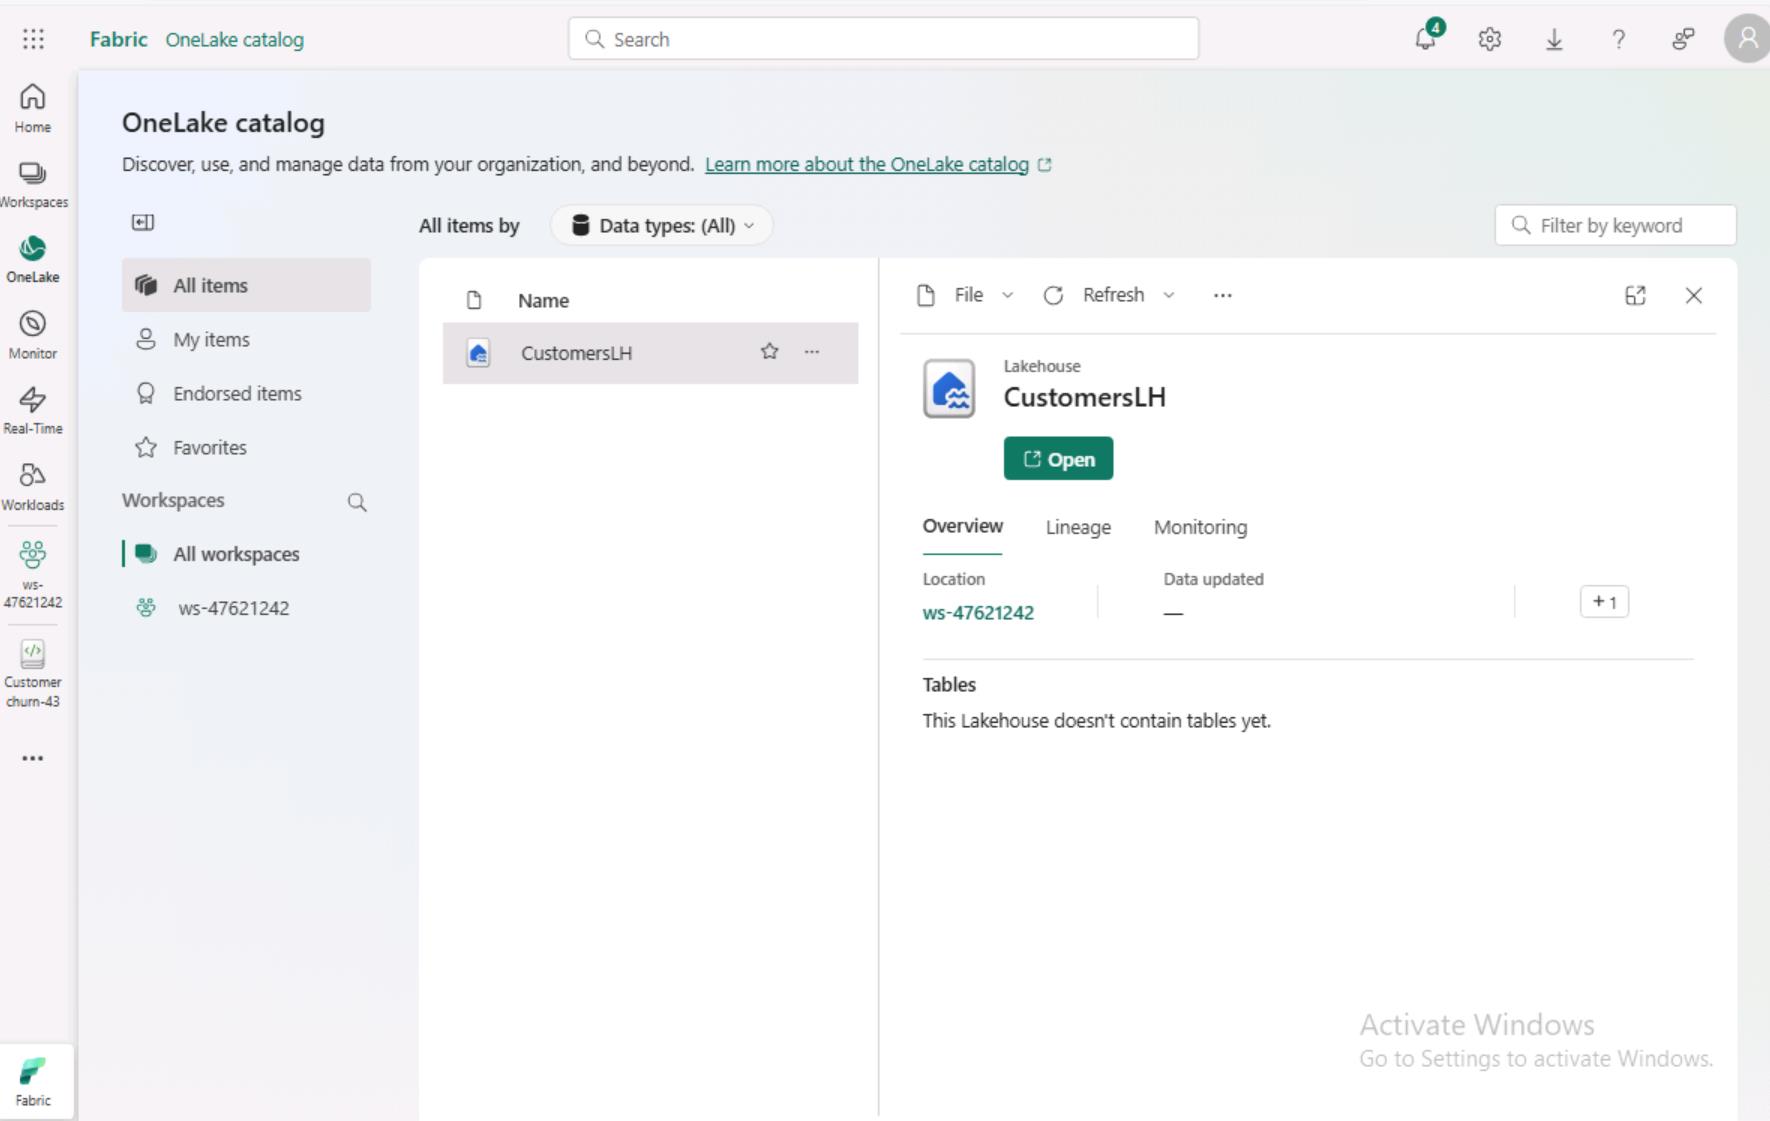 Fabric OneLake catalog
Search
4
Home
Workspaces
OneLake
Monitor
Real-Time
Workloads
ws-
47621242
Customer
churn-43
Fabric
OneLake catalog
Discover, use, and manage data from your organization, and beyond. Learn more about the OneLake catalog
All items
My items
Endorsed items
Favorites
Workspaces
All workspaces
ws-47621242
All items by
Data types: (All)
Filter by keyword
Name
CustomersLH
File
Refresh
Lakehouse
CustomersLH
Open
Overview Lineage Monitoring
Location
ws-47621242
Data updated
—
+ 1
Tables
This Lakehouse doesn't contain tables yet.
Activate Windows
Go to Settings to activate Windows.